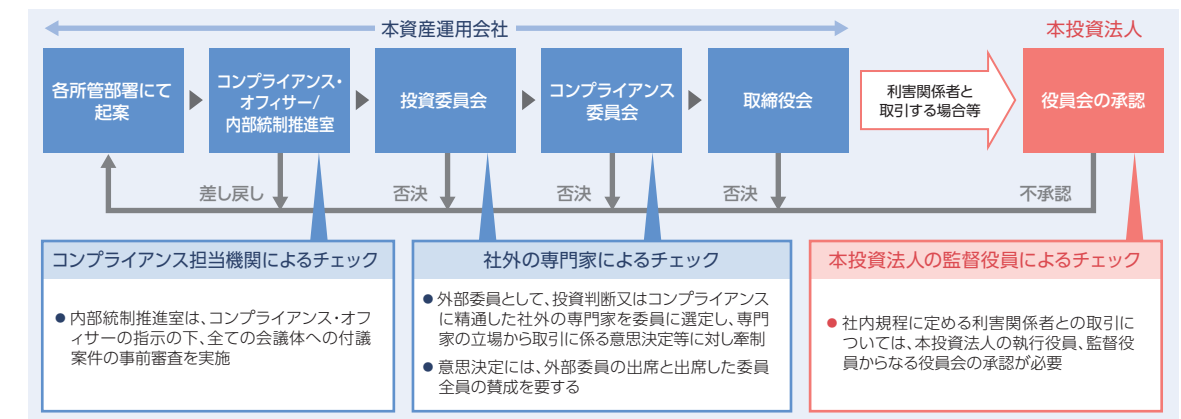 本資産運用会社
本投資法人
各所管部署にて
起案
コンプライアンス・
オフィサー/
内部統制推進室
投資委員会
コンプライアンス
委員会
取締役会
利害関係者と
取引する場合等
役員会の承認
差し戻し
否決
否決
否決
不承認
コンプライアンス担当機関によるチェック
●内部統制推進室は、コンプライアンス・オフ
ィサーの指示の下、全ての会議体への付議
案件の事前審査を実施
社外の専門家によるチェック
●外部委員として、投資判断又はコンプライアンス
に精通した社外の専門家を委員に選定し、専門
家の立場から取引に係る意思決定等に対し牽制
●意思決定には、外部委員の出席と出席した委員
全員の賛成を要する
本投資法人の監督役員によるチェック
●社内規程に定める利害関係者との取引に
ついては、本投資法人の執行役員、監督役
員からなる役員会の承認が必要